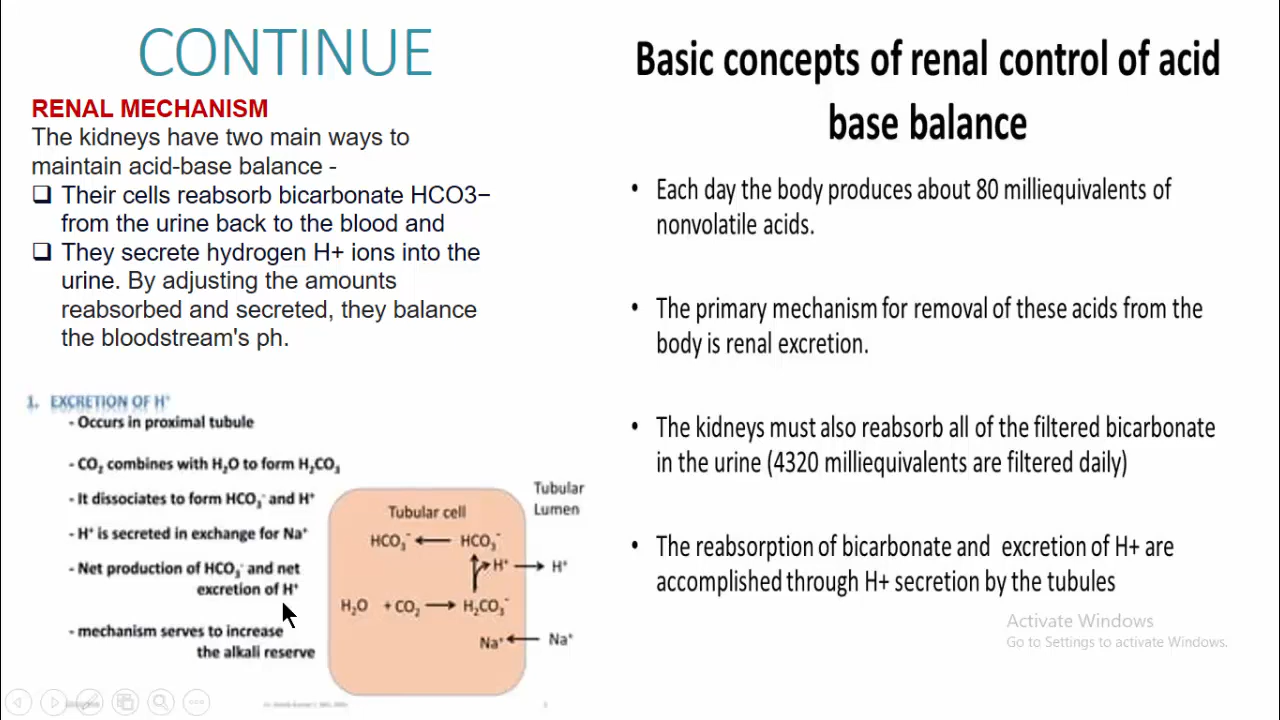 CONTINUE
RENAL MECHANISM
The kidneys have two main ways to
maintain acid-base balance -
❑ Their cells reabsorb bicarbonate HCO3−
from the urine back to the blood and
❑ They secrete hydrogen H+ ions into the
urine. By adjusting the amounts
reabsorbed and secreted, they balance
the bloodstream's ph.
1. EXCRETION OF H⁺
- Occurs in proximal tubule
- CO₂ combines with H₂O to form H₂CO₃
- It dissociates to form HCO₃⁻ and H⁺
- H⁺ is secreted in exchange for Na⁺
- Net production of HCO₃⁻ and net
excretion of H⁺
- mechanism serves to increase
the alkali reserve
Tubular cell
HCO₃⁻ ← HCO₃⁻
H⁺ → H⁺
H₂O + CO₂ → H₂CO₃⁻
Na⁺ ← Na⁺
Tubular
Lumen
Basic concepts of renal control of acid
base balance
• Each day the body produces about 80 milliequivalents of
nonvolatile acids.
• The primary mechanism for removal of these acids from the
body is renal excretion.
• The kidneys must also reabsorb all of the filtered bicarbonate
in the urine (4320 milliequivalents are filtered daily)
• The reabsorption of bicarbonate and excretion of H+ are
accomplished through H+ secretion by the tubules
Activate Windows
Go to Settings to activate Windows.